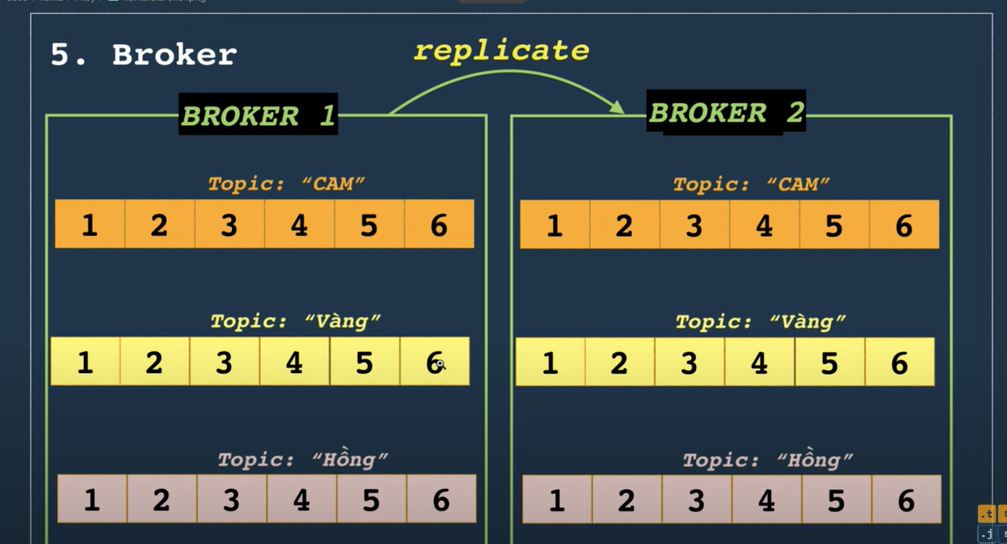 5. Broker
replicate
BROKER 1
BROKER 2
Topic: “CAM”
1 2 3 4 5 6
Topic: “CAM”
1 2 3 4 5 6
Topic: “Vàng”
1 2 3 4 5 6
Topic: “Vàng”
1 2 3 4 5 6
Topic: “Hồng”
1 2 3 4 5 6
Topic: “Hồng”
1 2 3 4 5 6
.t
.j